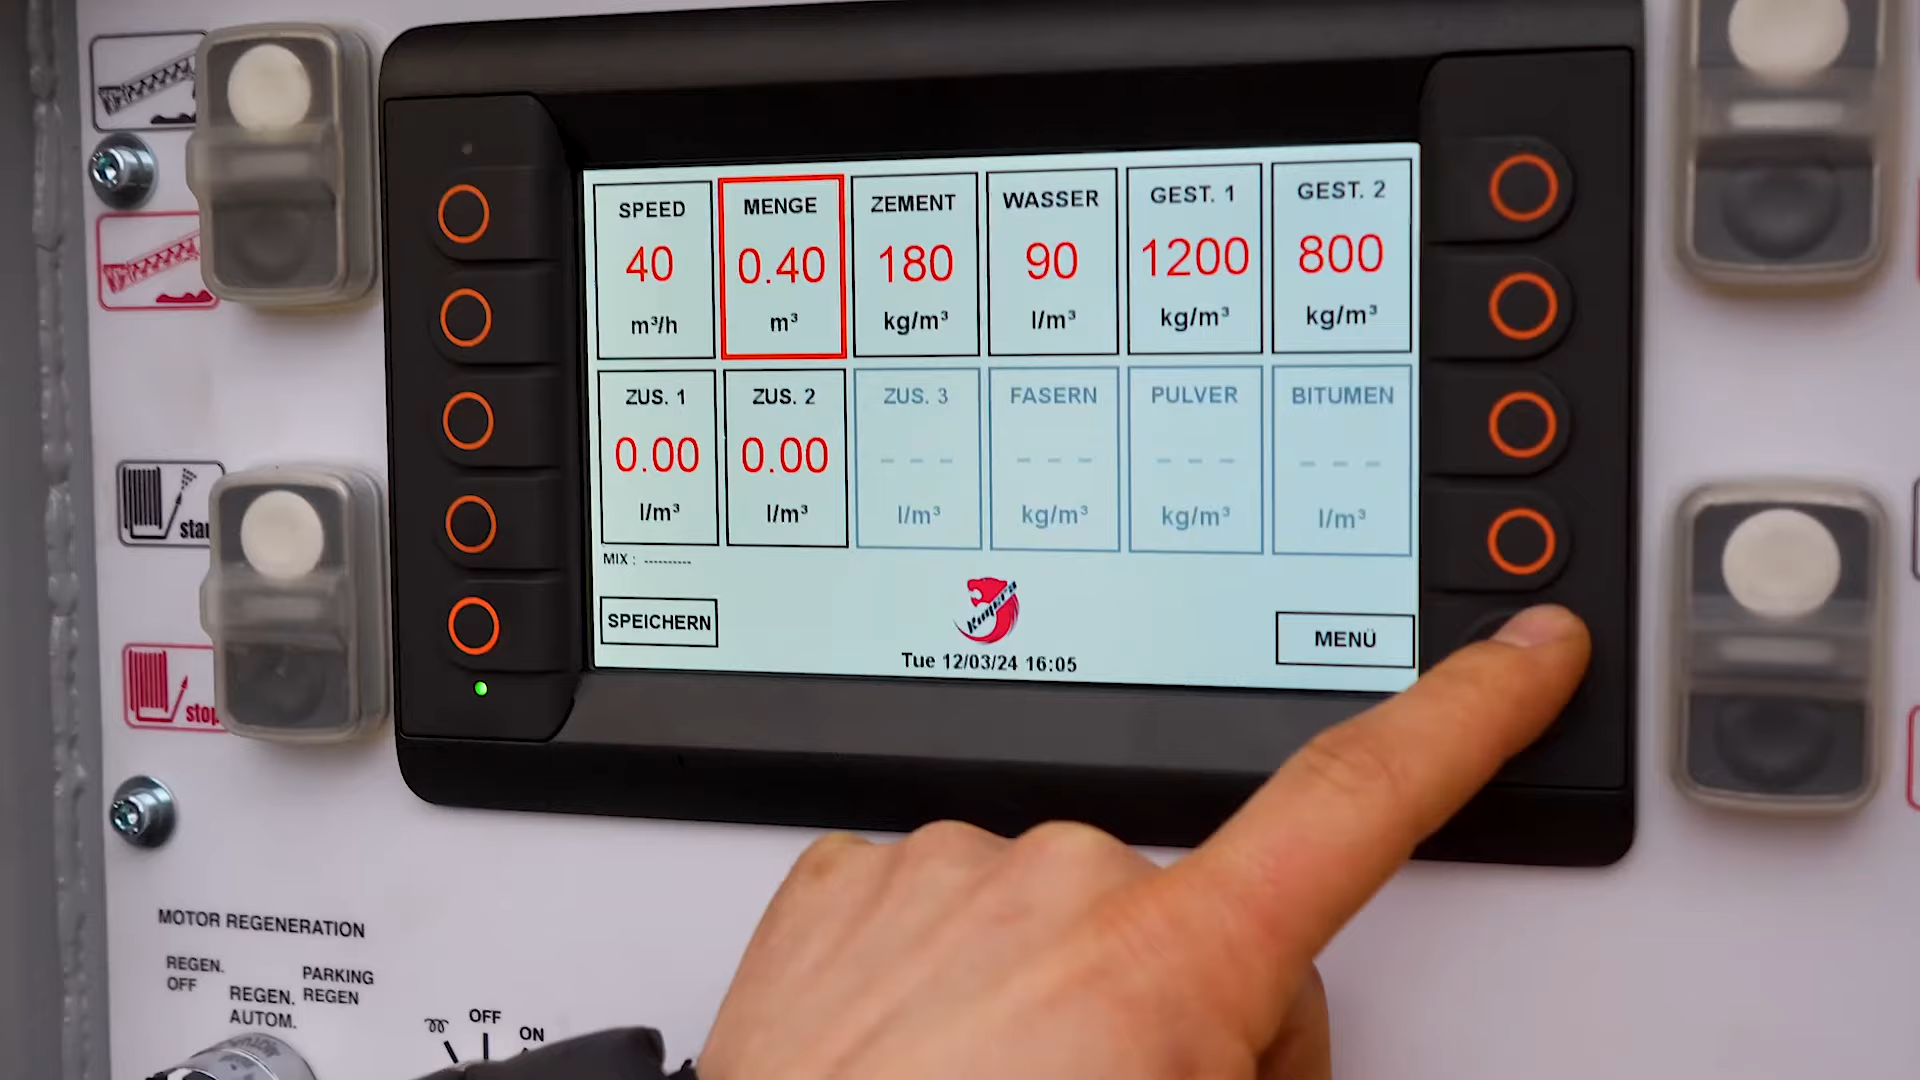 SPEED
40
m³/h
MENGE
0.40
m³
ZEMENT
180
kg/m³
WASSER
90
l/m³
GEST. 1
1200
kg/m³
GEST. 2
800
kg/m³
ZUS. 1
0.00
l/m³
ZUS. 2
0.00
l/m³
ZUS. 3
- - -
l/m³
FASERN
- - -
kg/m³
PULVER
- - -
kg/m³
BITUMEN
- - -
l/m³
MIX : ----------
SPEICHERN
Kimera
MENÜ
Tue 12/03/24 16:05
stop
MOTOR REGENERATION
REGEN.
OFF
REGEN.
AUTOM.
PARKING
REGEN
OFF
ON